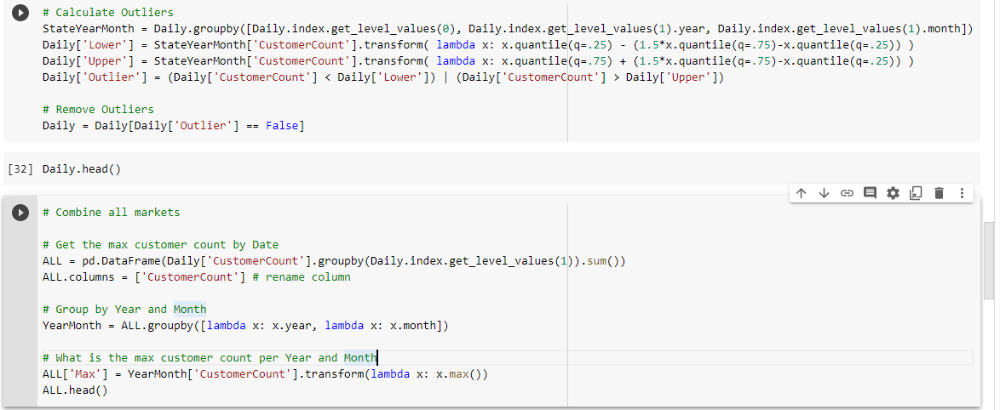 # Calculate Outliers
StateYearMonth = Daily.groupby([Daily.index.get_level_values(0), Daily.index.get_level_values(1).year, Daily.index.get_level_values(1).month])
Daily['Lower'] = StateYearMonth['CustomerCount'].transform( lambda x: x.quantile(q=.25) - (1.5*x.quantile(q=.75)-x.quantile(q=.25)) )
Daily['Upper'] = StateYearMonth['CustomerCount'].transform( lambda x: x.quantile(q=.75) + (1.5*x.quantile(q=.75)-x.quantile(q=.25)) )
Daily['Outlier'] = (Daily['CustomerCount'] < Daily['Lower']) | (Daily['CustomerCount'] > Daily['Upper'])
# Remove Outliers
Daily = Daily[Daily['Outlier'] == False]
[32] Daily.head()
# Combine all markets
# Get the max customer count by Date
ALL = pd.DataFrame(Daily['CustomerCount'].groupby(Daily.index.get_level_values(1)).sum())
ALL.columns = ['CustomerCount'] # rename column
# Group by Year and Month
YearMonth = ALL.groupby([lambda x: x.year, lambda x: x.month])
# What is the max customer count per Year and Month
ALL['Max'] = YearMonth['CustomerCount'].transform(lambda x: x.max())
ALL.head()